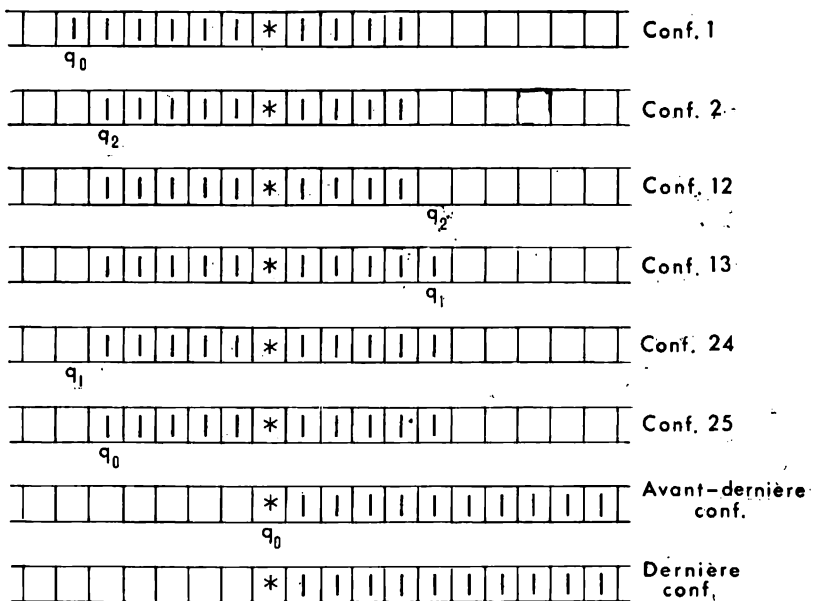 | | | | | | * | | | | Conf. 1
q0
| | | | | * | | | | Conf. 2
q2
| | | | | * | | | | Conf. 12
q2
| | | | | * | | | | | Conf. 13
q1
| | | | | * | | | | | Conf. 24
q1
| | | | | * | | | | | Conf. 25
q0
* | | | | | | | | | | Avant-dernière
conf.
q0
* | | | | | | | | | | Dernière
conf.